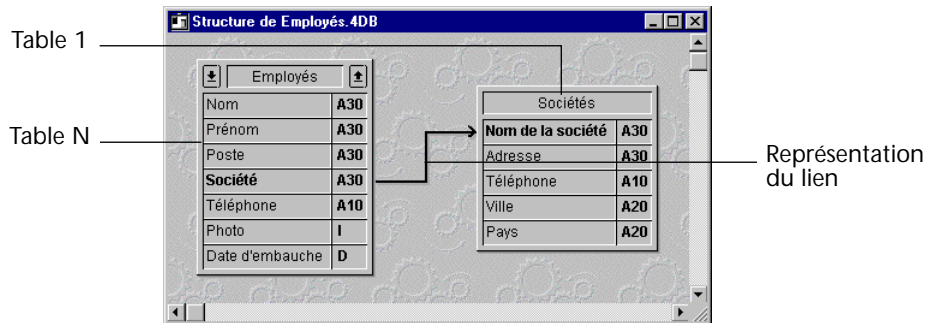 Structure de Employés.4DB
Table 1
Employés
Nom A30
Prénom A30
Poste A30
Société A30
Téléphone A10
Photo I
Date d'embauche D
Table N
Sociétés
Nom de la société A30
Adresse A30
Téléphone A10
Ville A20
Pays A20
Représentation
du lien